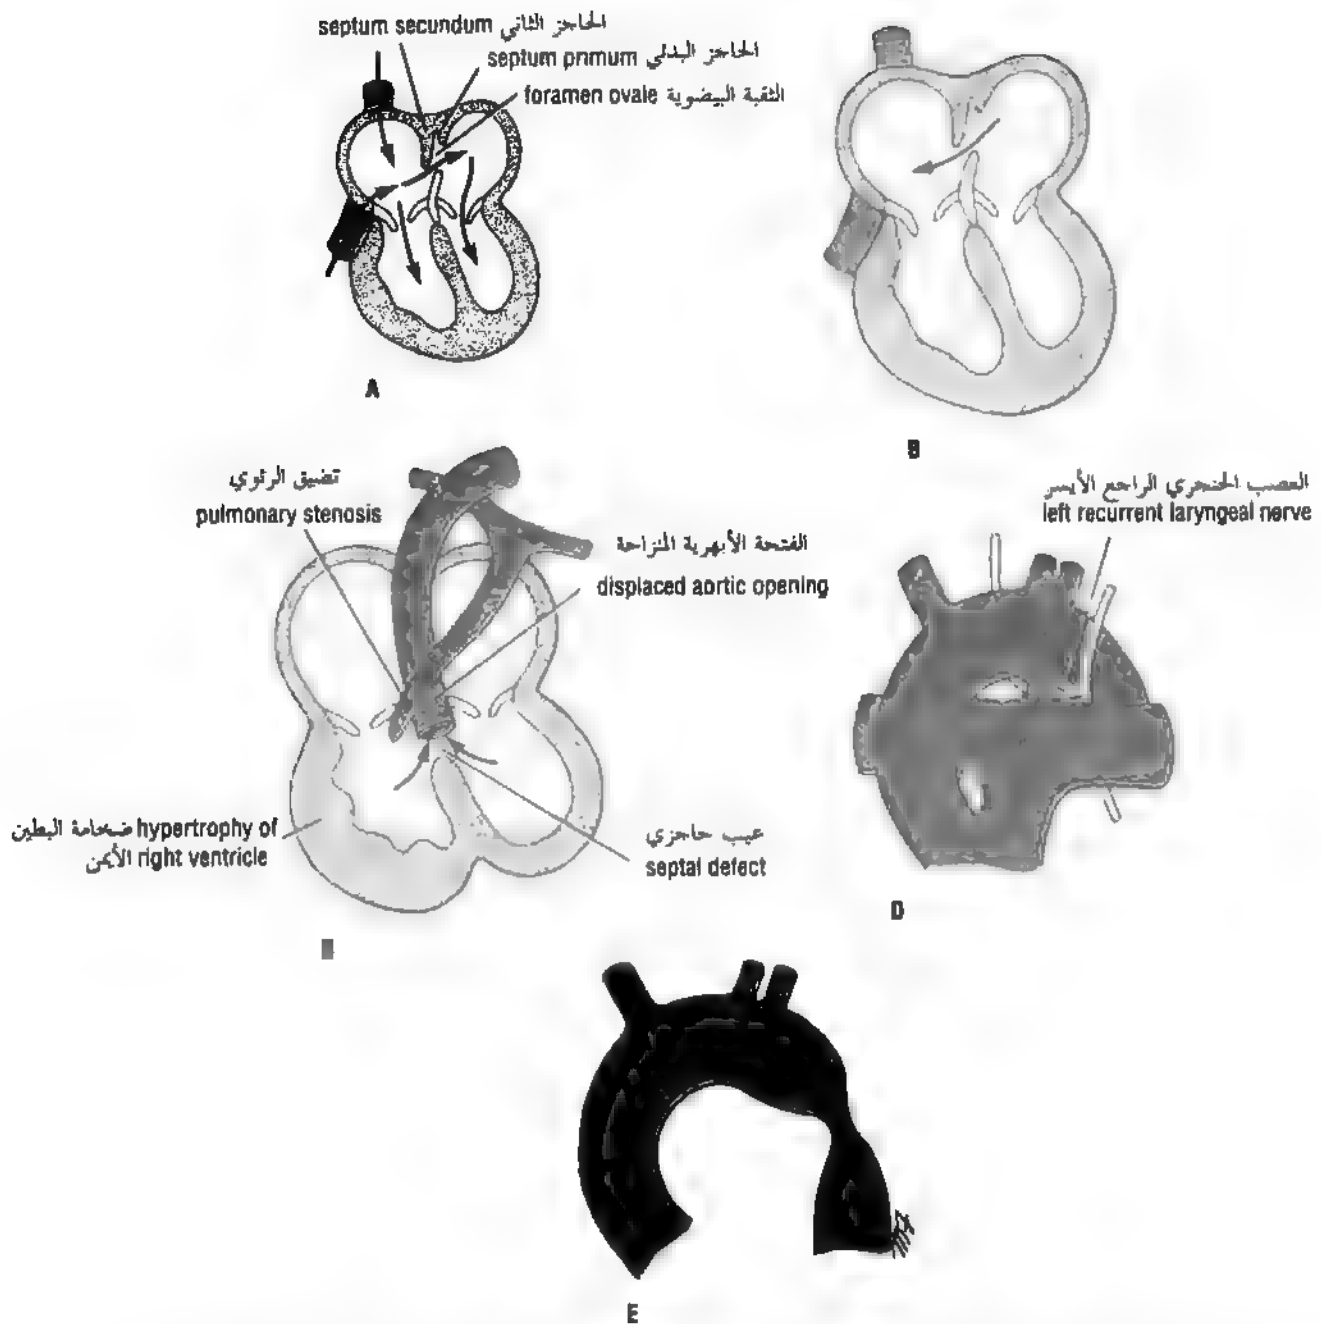 septum secundum الحاجز الثاني
septum primum الحاجز البدئي
foramen ovale الثقبة البيضوية
A
B
تضيق الرئوي
pulmonary stenosis
الفتحة الأبهرية المنزاحة
displaced aortic opening
العصب الحنجري الراجع الأيسر
left recurrent laryngeal nerve
ضخامة البطين hypertrophy of
الأيمن right ventricle
عيب حاجزي
septal defect
D
E